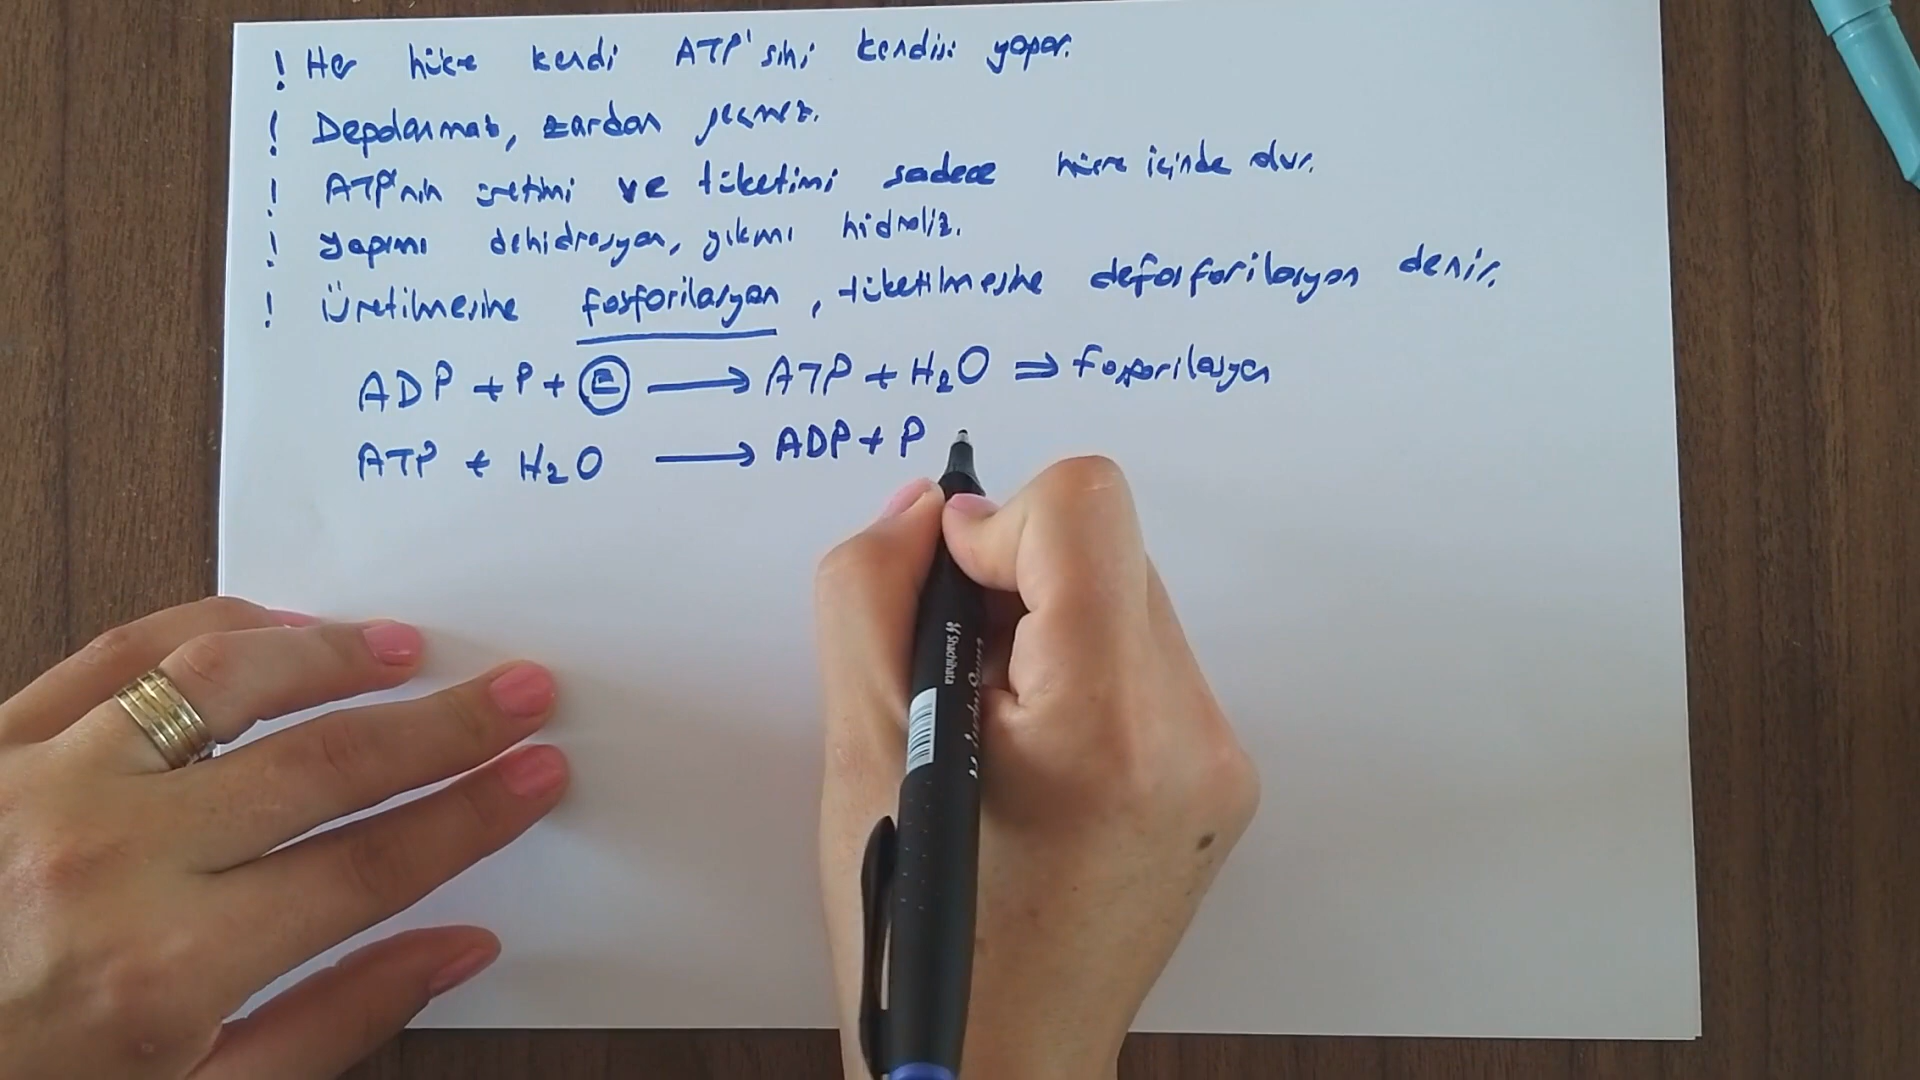 ! Her hücre kendi ATP'sini kendisi yapar.
! Depolanmaz, zardan geçmez.
! ATP'nin üretimi ve tüketimi sadece hücre içinde olur.
! yapımı dehidrasyon, yıkımı hidroliz.
! Üretilmesine fosforilasyon, tüketilmesine defosforilasyon denir.
ADP + P + E → ATP + H₂O ⇒ fosforilasyon
ATP + H₂O → ADP + P
Shachihata